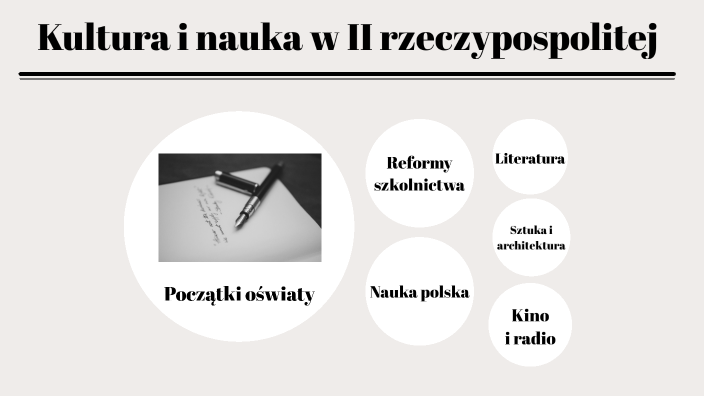 Kultura i nauka w II rzeczypospolitej
Początki oświaty
Reformy
szkolnictwa
Nauka polska
Literatura
Sztuka i
architektura
Kino
i radio